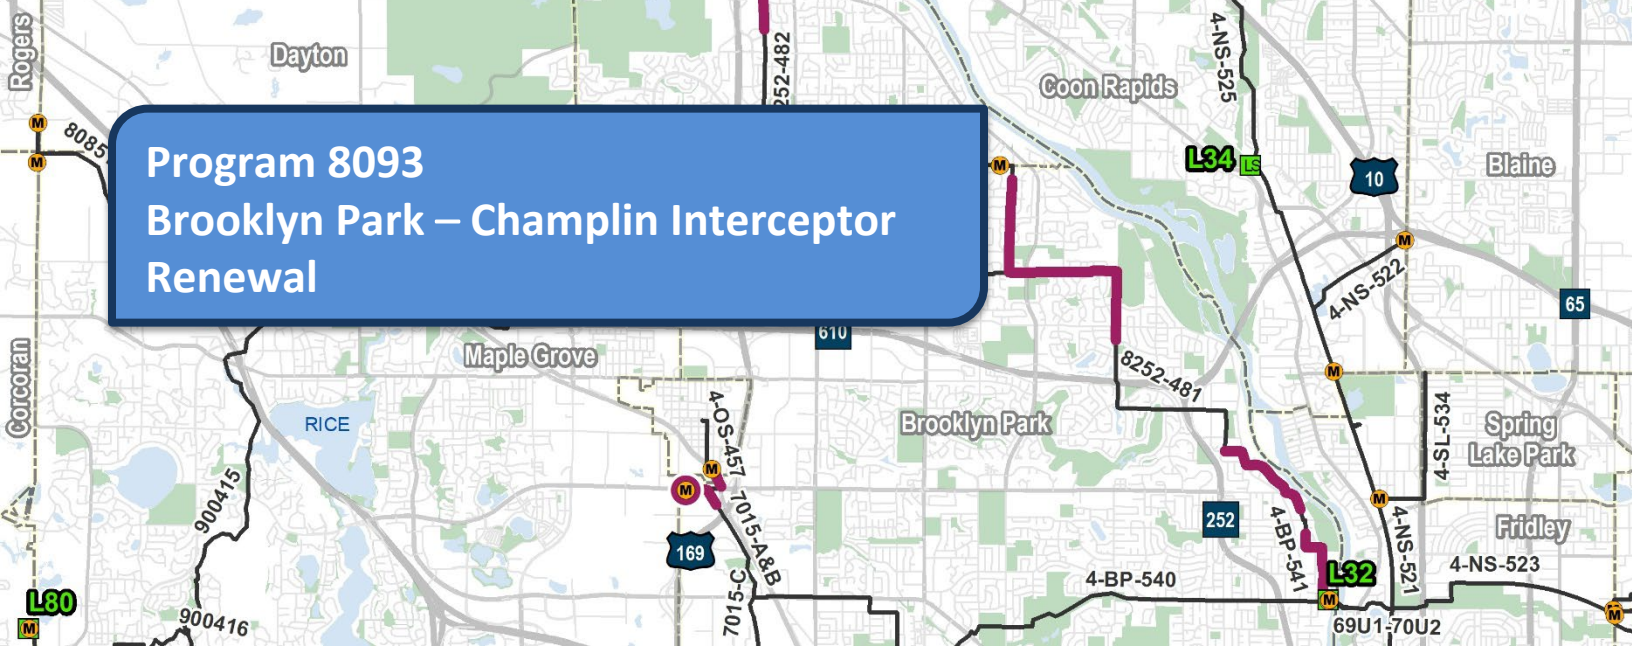 Program 8093
Brooklyn Park – Champlin Interceptor
Renewal
Rogers
Dayton
252-482
Coon Rapids
4-NS-525
M
8085
M
M
L34
LS
10
Blaine
M
4-NS-522
65
Corcoran
Maple Grove
610
8252-481
M
RICE
4-OS-457
Brooklyn Park
4-SL-534
Spring
Lake Park
M
M
900415
7015-A&B
252
4-BP-541
M
4-NS-521
Fridley
169
7015-C
4-BP-540
L32
4-NS-523
L80
M
900416
M
69U1-70U2
M